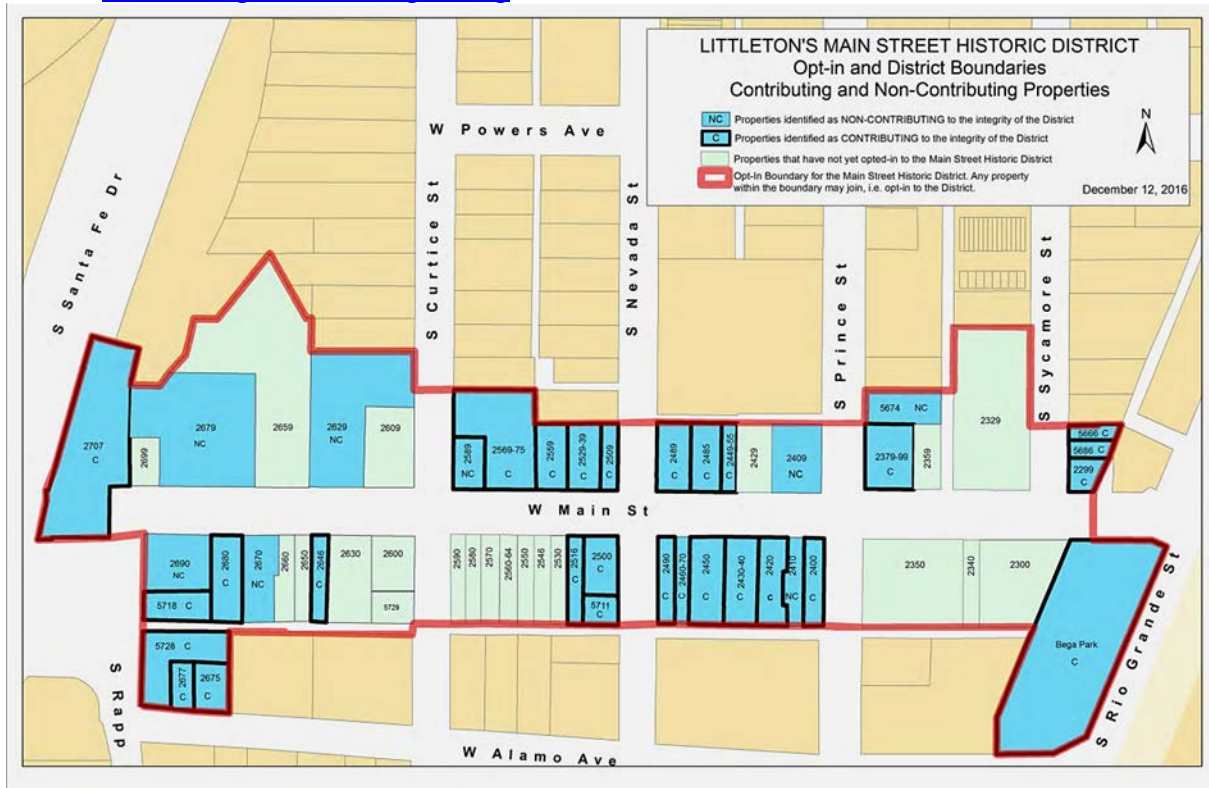 LITTLETON'S MAIN STREET HISTORIC DISTRICT
Opt-in and District Boundaries
Contributing and Non-Contributing Properties
NC Properties identified as NON-CONTRIBUTING to the integrity of the District
C Properties identified as CONTRIBUTING to the integrity of the District
Properties that have not yet opted-in to the Main Street Historic District
Opt-In Boundary for the Main Street Historic District. Any property
within the boundary may join, i.e. opt-in to the District.
N
December 12, 2016
W Powers Ave
S Santa Fe Dr
S Curtice St
S Nevada St
S Prince St
S Sycamore St
2707
C
2699
2679
NC
2659
2629
NC
2609
2589
NC
2569-75
C
2559
C
2529-39
C
2509
C
2489
C
2485
C
2449-55
C
2429
2409
NC
5674 NC
2379-99
C
2359
2329
5666 C
5686 C
2299
C
W Main St
2690
NC
5718 C
2680
C
2670
NC
2660
2650
2646
C
2630
2600
5729
2590
2580
2570
2560-64
2550
2546
2530
2516
C
2500
C
5711
C
2490
C
2460-70
C
2450
C
2430-40
C
2420
C
2410
NC
2400
C
2350
2340
2300
Bega Park
C
5728 C
2677
C
2675
C
S Rapp
W Alamo Ave
S Rio Grande St